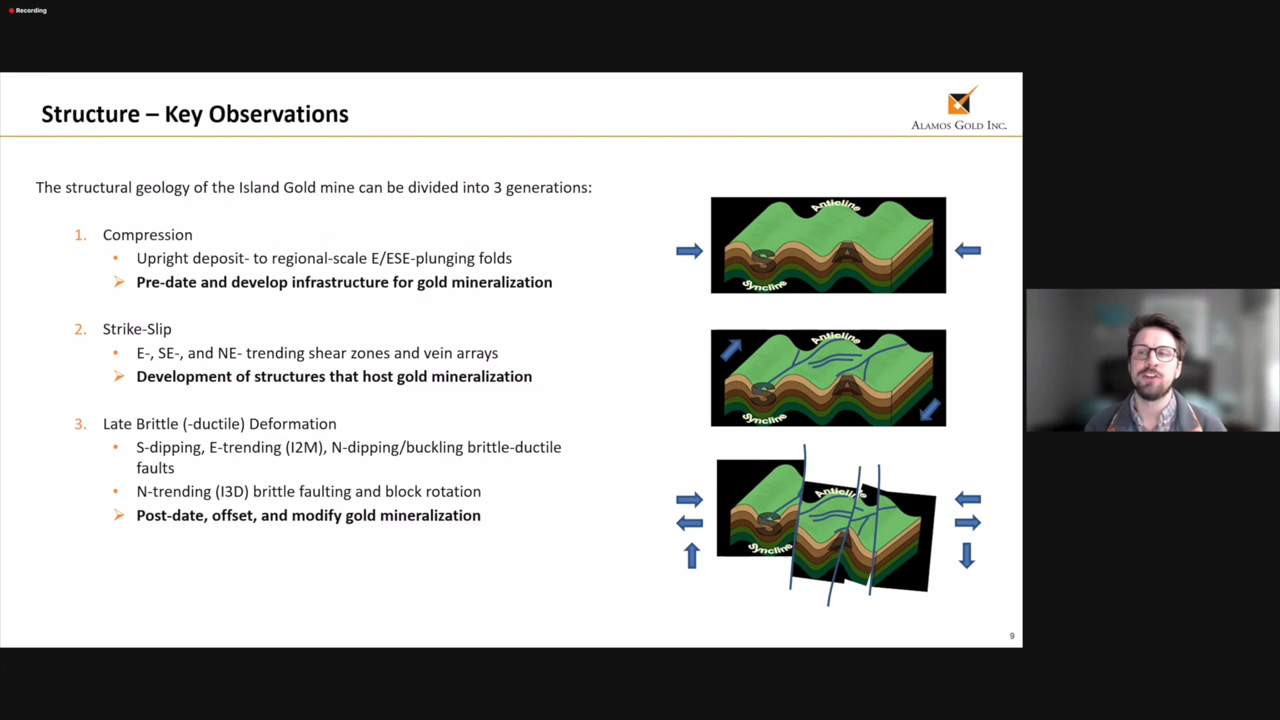 Recording
Structure – Key Observations
ALAMOS GOLD INC.
The structural geology of the Island Gold mine can be divided into 3 generations:
1. Compression
• Upright deposit- to regional-scale E/ESE-plunging folds
➢ Pre-date and develop infrastructure for gold mineralization
2. Strike-Slip
• E-, SE-, and NE- trending shear zones and vein arrays
➢ Development of structures that host gold mineralization
3. Late Brittle (-ductile) Deformation
• S-dipping, E-trending (I2M), N-dipping/buckling brittle-ductile
faults
• N-trending (I3D) brittle faulting and block rotation
➢ Post-date, offset, and modify gold mineralization
Anticline
S A
Syncline
Anticline
S A
Syncline
Anticline
S A
Syncline
9